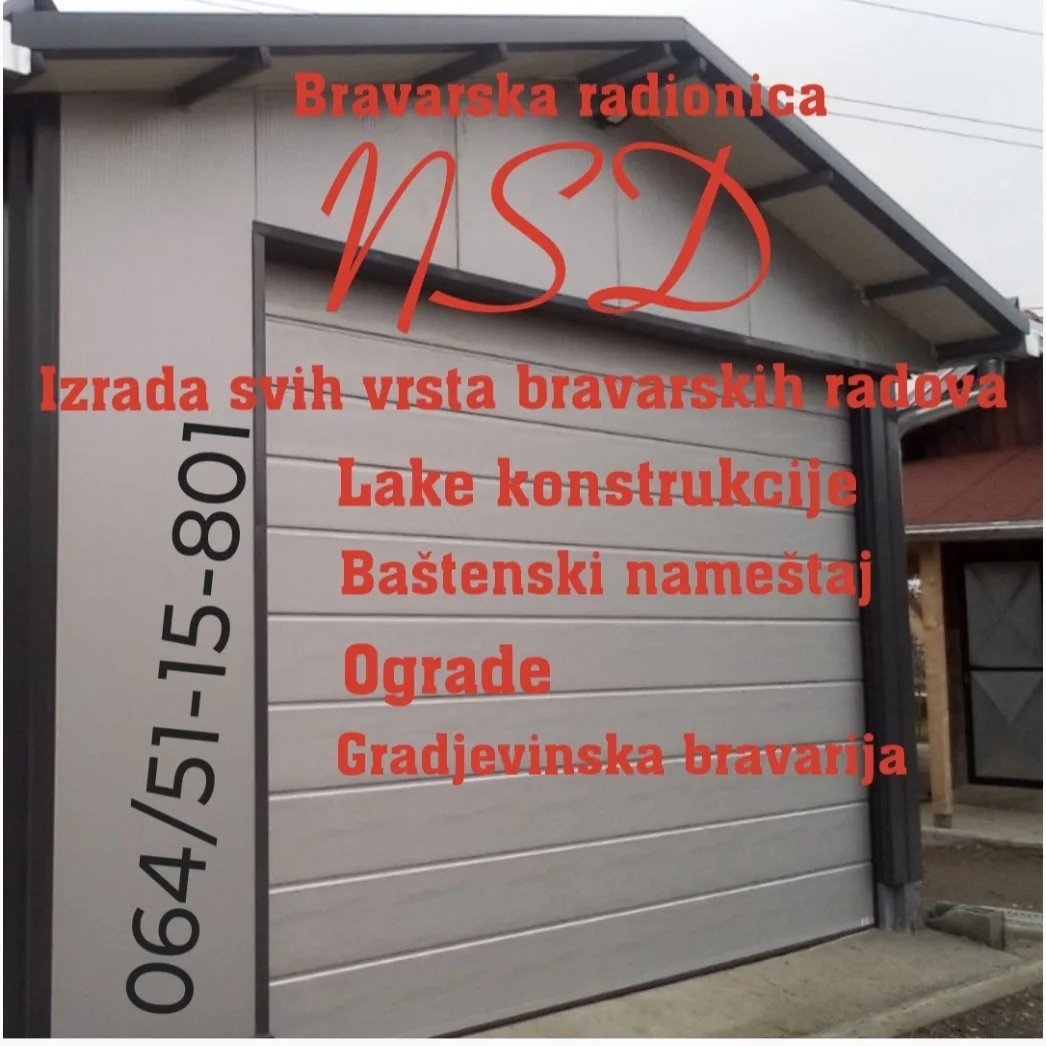 Bravarska radionica
NSD
Izrada svih vrsta bravarskih radova
Lake konstrukcije
Baštenski nameštaj
Ograde
Gradjevinska bravarija
064/51-15-801